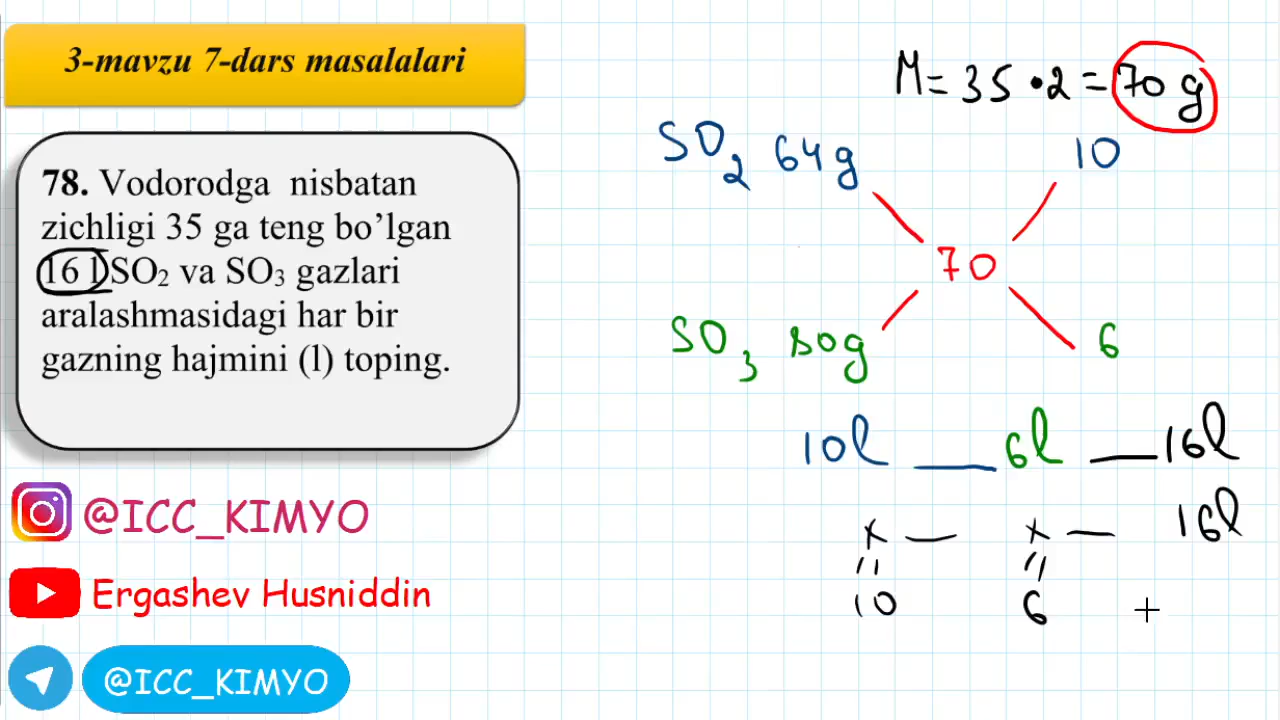 3-mavzu 7-dars masalalari
78. Vodorodga nisbatan
zichligi 35 ga teng bo’lgan
16 l SO₂ va SO₃ gazlari
aralashmasidagi har bir
gazning hajmini (l) toping.
@ICC_KIMYO
Ergashev Husniddin
@ICC_KIMYO
M = 35 • 2 = 70 g
SO₂ 64g 10
70
SO₃ 80g 6
10l — 6l — 16l
x — x — 16l
" "
10 6 +